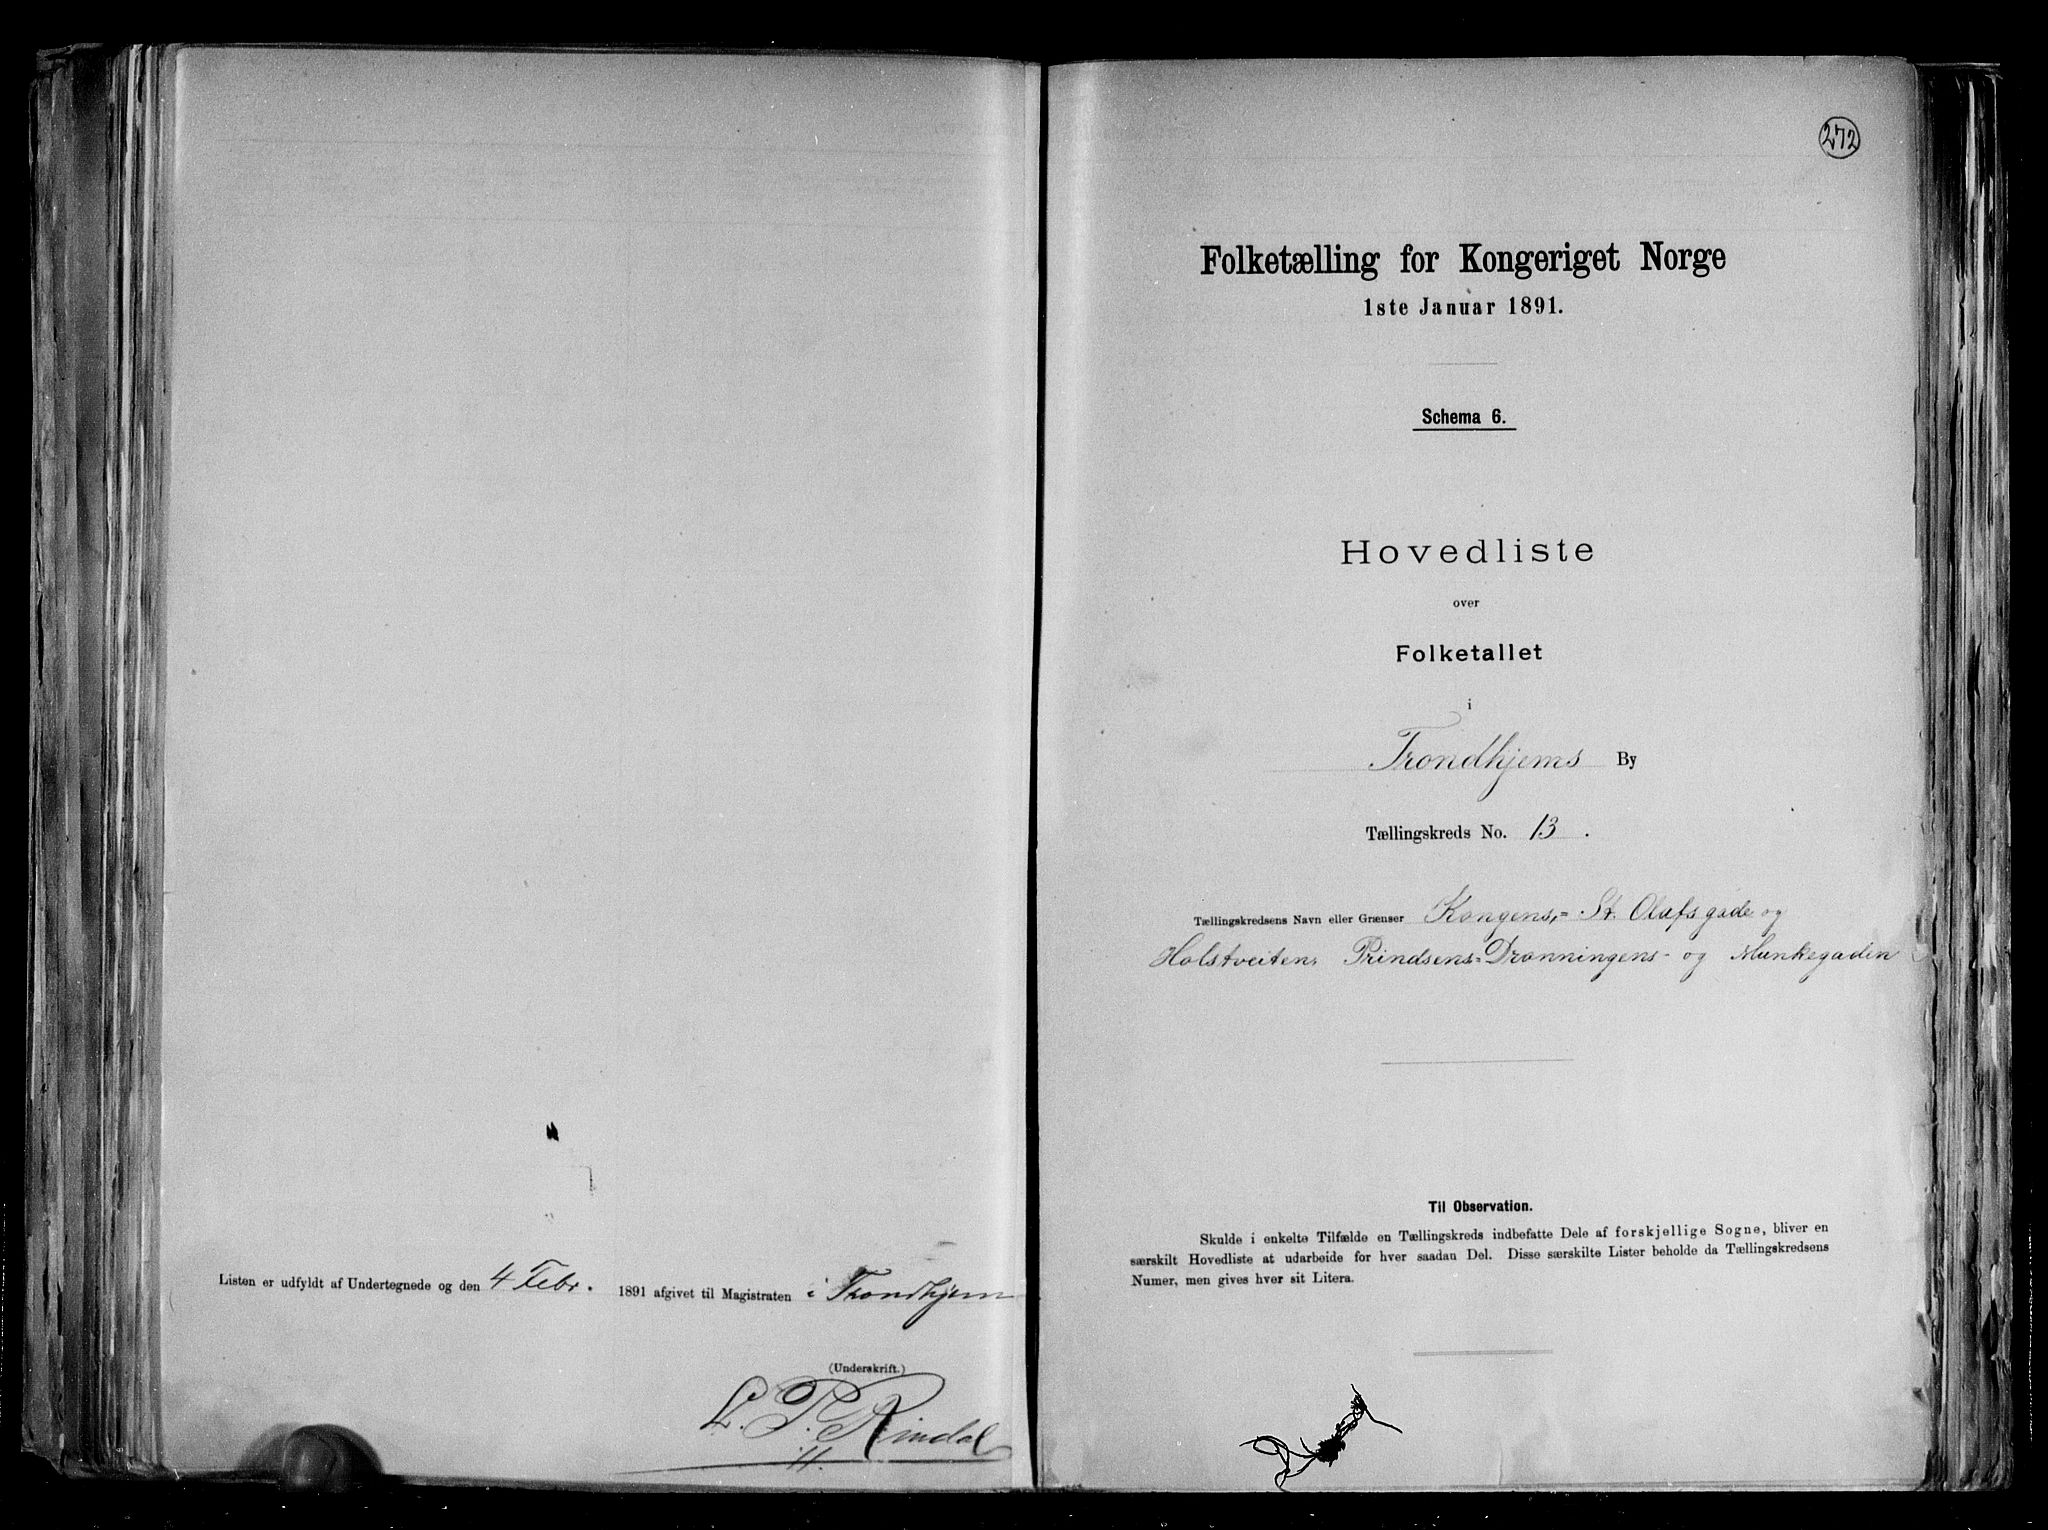 Listen er udfyldt af Undertegnede og den 4 Febr. 1891 afgivet til Magistraten i Trondhjem
(Underskrift.)
L. P. Rindal
272
Folketælling for Kongeriget Norge
1ste Januar 1891.
Schema 6.
Hovedliste
over
Folketallet
i
Trondhjems By
Tællingskreds No. 13.
Tællingskredsens Navn eller Grænser Kongens,= St. Olafsgade og
Holstveiten, Prindsens= Dronningens- og Munkegaden
Til Observation.
Skulde i enkelte Tilfælde en Tællingskreds indbefatte Dele af forskjellige Sogne, bliver en
særskilt Hovedliste at udarbeide for hver saadan Del. Disse særskilte Lister beholde da Tællingskredsens
Numer, men gives hver sit Litera.